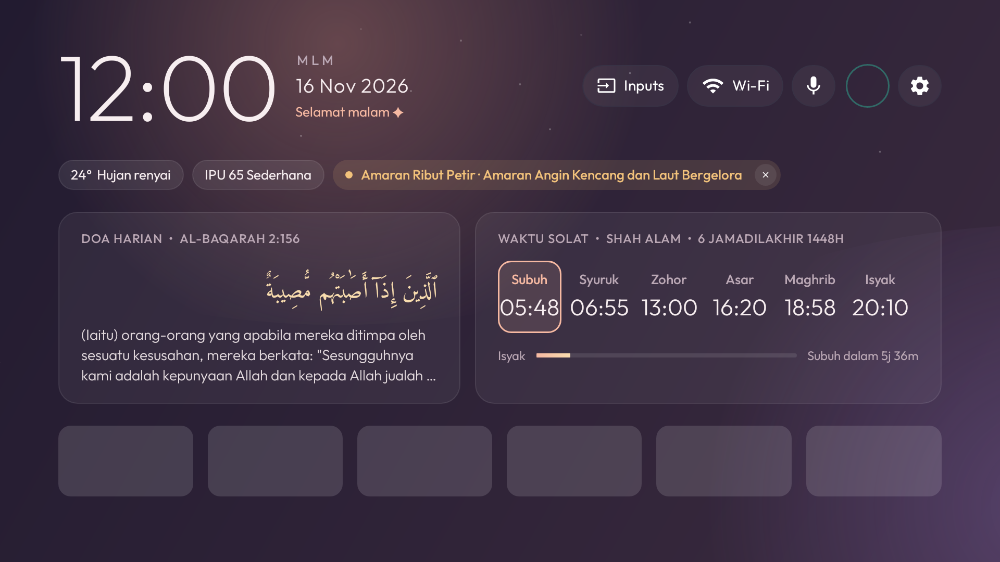 12:00
MLM
16 Nov 2026
Selamat malam
Inputs
Wi-Fi
24° Hujan renyai
IPU 65 Sederhana
Amaran Ribut Petir · Amaran Angin Kencang dan Laut Bergelora
DOA HARIAN • AL-BAQARAH 2:156
ٱلَّذِينَ إِذَآ أَصَٰبَتْهُم مُّصِيبَةٌ
(Iaitu) orang-orang yang apabila mereka ditimpa oleh
sesuatu kesusahan, mereka berkata: "Sesungguhnya
kami adalah kepunyaan Allah dan kepada Allah jualah ...
WAKTU SOLAT • SHAH ALAM • 6 JAMADILAKHIR 1448H
Subuh Syuruk Zohor Asar Maghrib Isyak
05:48 06:55 13:00 16:20 18:58 20:10
Isyak Subuh dalam 5j 36m